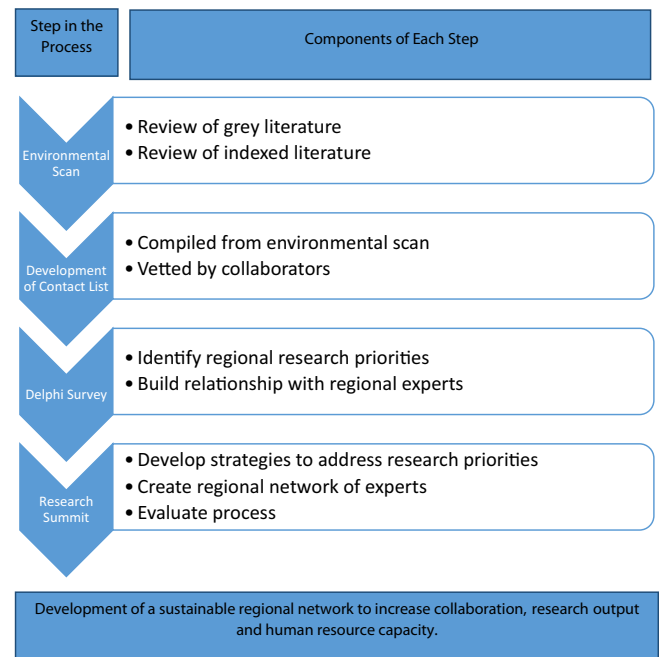 Step in the
Process
Components of Each Step
Environmental
Scan
• Review of grey literature
• Review of indexed literature
Development
of Contact List
• Compiled from environmental scan
• Vetted by collaborators
Delphi Survey
• Identify regional research priorities
• Build relationship with regional experts
Research
Summit
• Develop strategies to address research priorities
• Create regional network of experts
• Evaluate process
Development of a sustainable regional network to increase collaboration, research output
and human resource capacity.